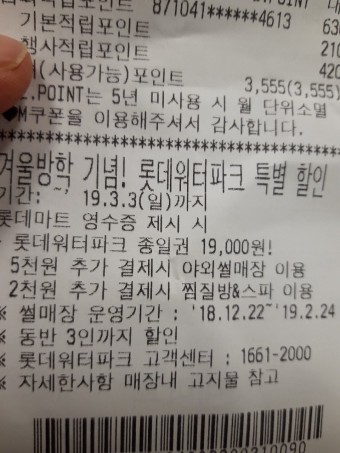 871041******4613
기본적립포인트 63
행사적립포인트 210
(사용가능)포인트 420
3,555(3,555)
.POINT는 5년 미사용 시 월 단위소멸
M쿠폰을 이용해주셔서 감사합니다.
****************************************
겨울방학 기념! 롯데워터파크 특별 할인
기간: ~ 19.3.3(일)까지
롯데마트 영수증 제시 시
롯데워터파크 종일권 19,000원!
5천원 추가 결제시 야외썰매장 이용
2천원 추가 결제시 찜질방&스파 이용
※ 썰매장 운영기간 : '18.12.22~'19.2.24
※ 동반 3인까지 할인
※ 롯데워터파크 고객센터 : 1661-2000
※ 자세한사항 매장내 고지물 참고